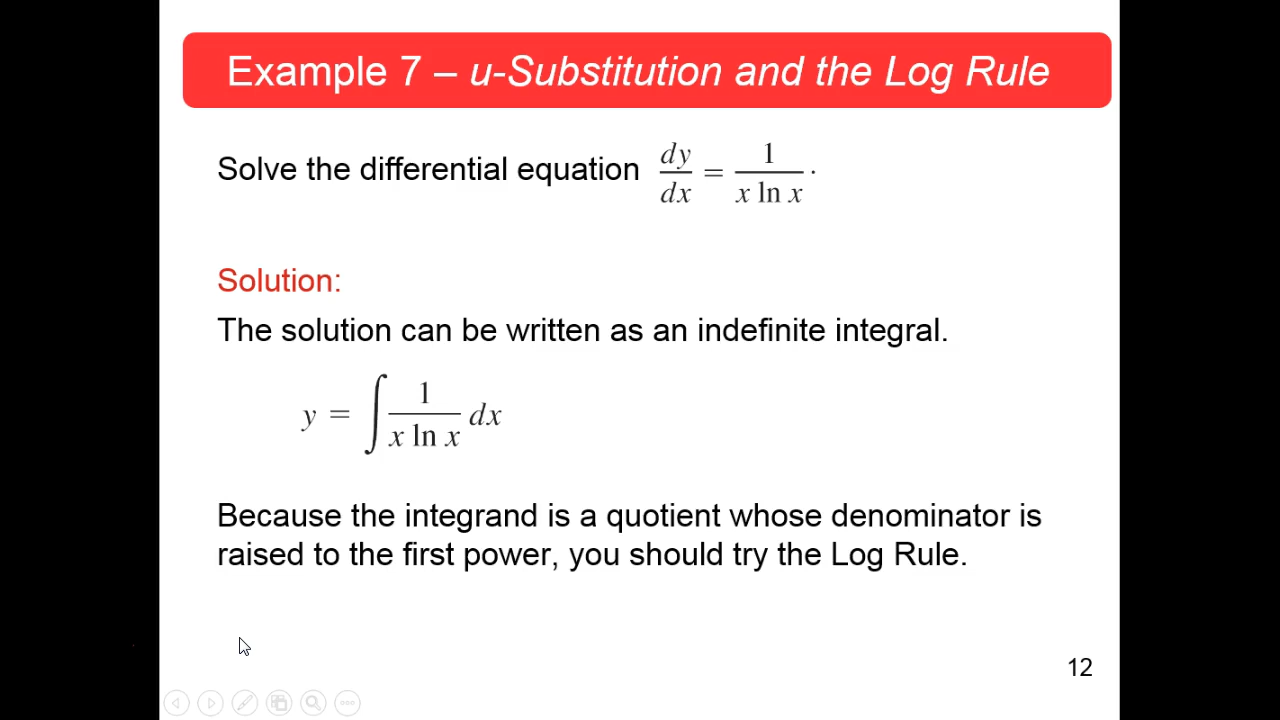 Example 7 – u-Substitution and the Log Rule
Solve the differential equation dy/dx = 1/(x ln x).
Solution:
The solution can be written as an indefinite integral.
y = ∫ 1/(x ln x) dx
Because the integrand is a quotient whose denominator is
raised to the first power, you should try the Log Rule.
12